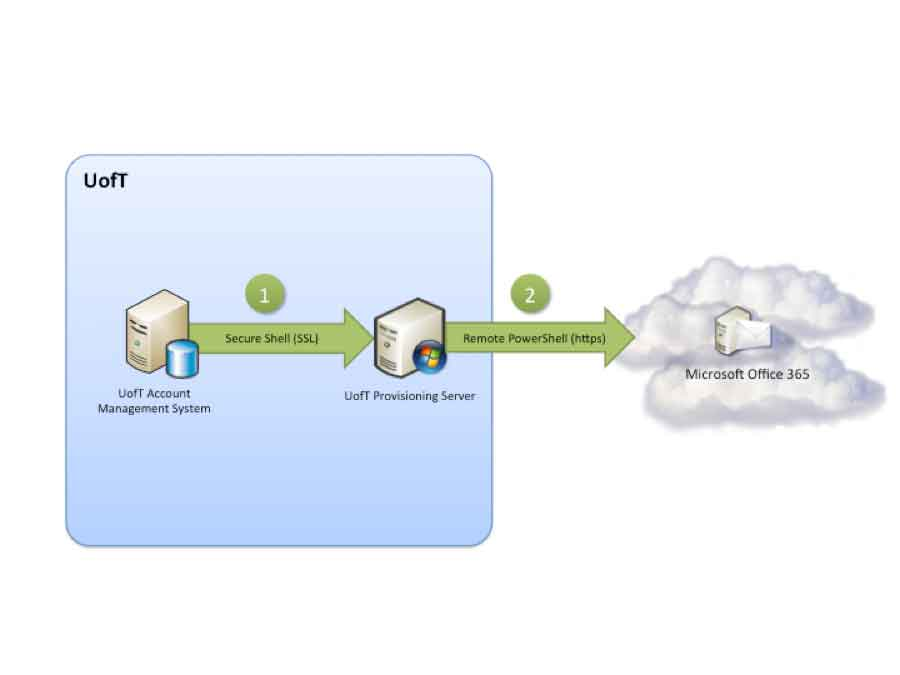 UofT
1
2
Secure Shell (SSL)
Remote PowerShell (https)
Microsoft Office 365
UofT Account
Management System
UofT Provisioning Server